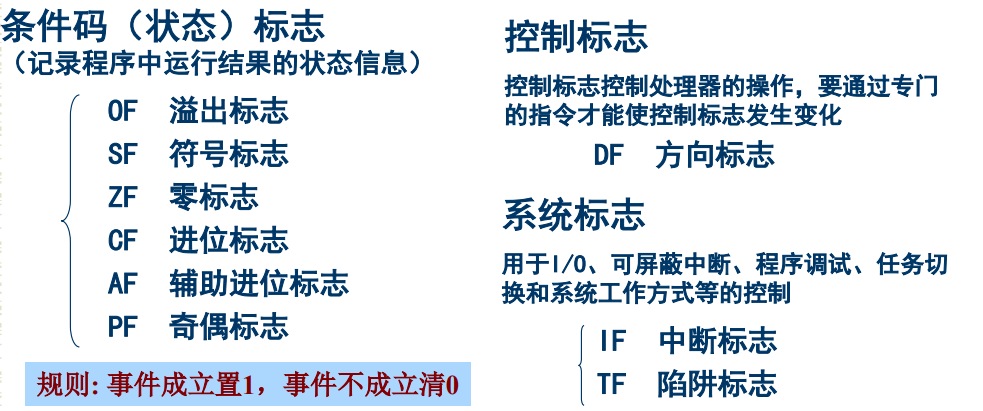 条件码（状态）标志
（记录程序中运行结果的状态信息）
OF 溢出标志
SF 符号标志
ZF 零标志
CF 进位标志
AF 辅助进位标志
PF 奇偶标志
规则: 事件成立置1，事件不成立清0
控制标志
控制标志控制处理器的操作，要通过专门
的指令才能使控制标志发生变化
DF 方向标志
系统标志
用于I/O、可屏蔽中断、程序调试、任务切
换和系统工作方式等的控制
IF 中断标志
TF 陷阱标志